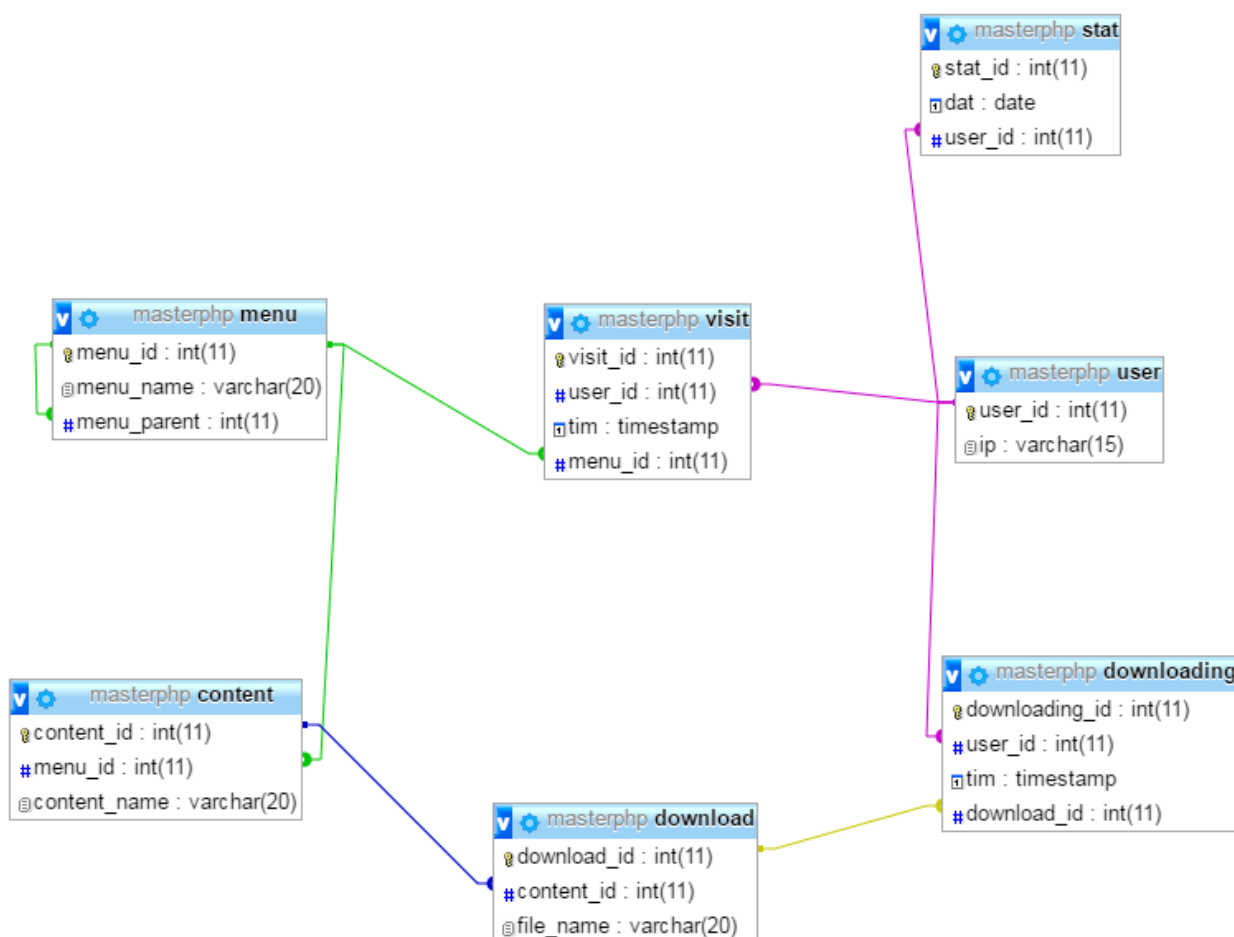 v masterphp stat
stat_id : int(11)
dat : date
#user_id : int(11)
v masterphp menu
menu_id : int(11)
menu_name : varchar(20)
#menu_parent : int(11)
v masterphp visit
visit_id : int(11)
#user_id : int(11)
tim : timestamp
#menu_id : int(11)
v masterphp user
user_id : int(11)
ip : varchar(15)
v masterphp content
content_id : int(11)
#menu_id : int(11)
content_name : varchar(20)
v masterphp download
download_id : int(11)
#content_id : int(11)
file_name : varchar(20)
v masterphp downloading
downloading_id : int(11)
#user_id : int(11)
tim : timestamp
#download_id : int(11)